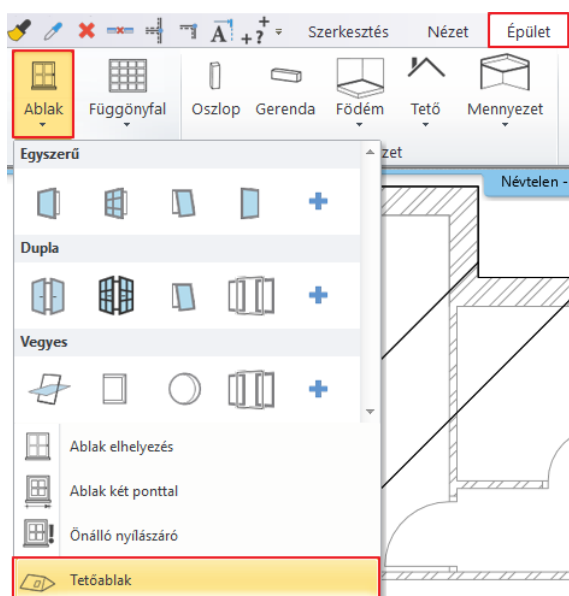 Szerkesztés Nézet Épület
Ablak Függönyfal Oszlop Gerenda Födém Tető Mennyezet
Egyszerű
zet
Névtelen -
Dupla
Vegyes
Ablak elhelyezés
Ablak két ponttal
Önálló nyílászáró
Tetőablak